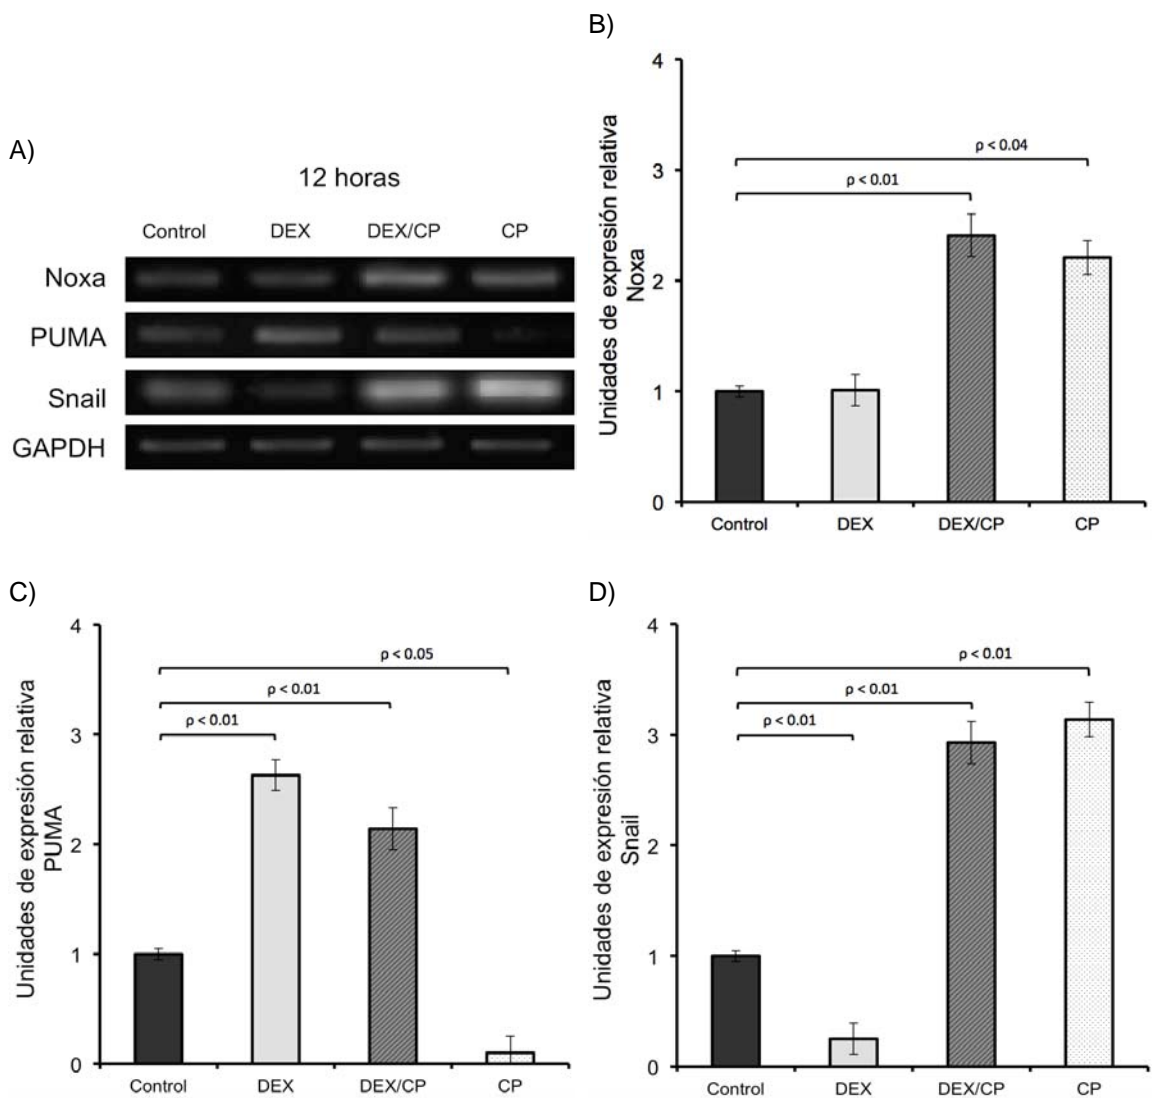 A)
12 horas
Control DEX DEX/CP CP
Noxa
PUMA
Snail
GAPDH
B)
Unidades de expresión relativa
Noxa
4
3
2
1
0
ρ < 0.04
ρ < 0.01
Control DEX DEX/CP CP
C)
Unidades de expresión relativa
PUMA
4
3
2
1
0
ρ < 0.05
ρ < 0.01
ρ < 0.01
Control DEX DEX/CP CP
D)
Unidades de expresión relativa
Snail
4
3
2
1
0
ρ < 0.01
ρ < 0.01
ρ < 0.01
Control DEX DEX/CP CP